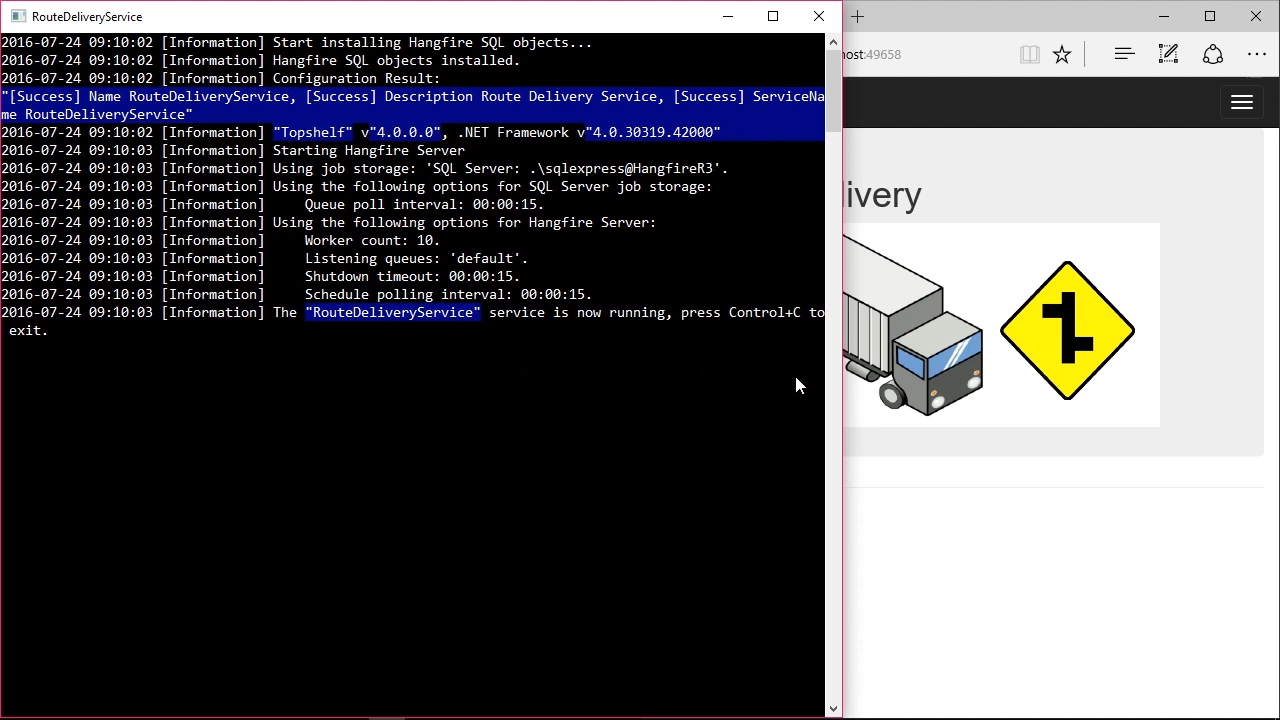 RouteDeliveryService
2016-07-24 09:10:02 [Information] Start installing Hangfire SQL objects...
2016-07-24 09:10:02 [Information] Hangfire SQL objects installed.
2016-07-24 09:10:02 [Information] Configuration Result:
"[Success] Name RouteDeliveryService, [Success] Description Route Delivery Service, [Success] ServiceNa
me RouteDeliveryService"
2016-07-24 09:10:02 [Information] "Topshelf" v"4.0.0.0", .NET Framework v"4.0.30319.42000"
2016-07-24 09:10:03 [Information] Starting Hangfire Server
2016-07-24 09:10:03 [Information] Using job storage: 'SQL Server: .\sqlexpress@HangfireR3'.
2016-07-24 09:10:03 [Information] Using the following options for SQL Server job storage:
2016-07-24 09:10:03 [Information]     Queue poll interval: 00:00:15.
2016-07-24 09:10:03 [Information] Using the following options for Hangfire Server:
2016-07-24 09:10:03 [Information]     Worker count: 10.
2016-07-24 09:10:03 [Information]     Listening queues: 'default'.
2016-07-24 09:10:03 [Information]     Shutdown timeout: 00:00:15.
2016-07-24 09:10:03 [Information]     Schedule polling interval: 00:00:15.
2016-07-24 09:10:03 [Information] The "RouteDeliveryService" service is now running, press Control+C to
exit.
host:49658
livery